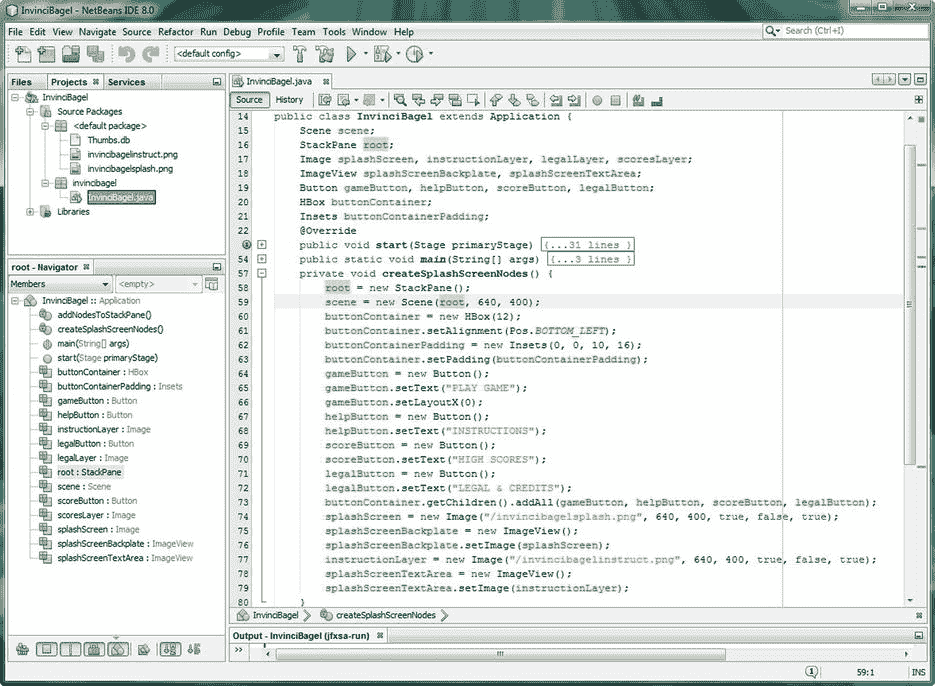 InvinciBagel - NetBeans IDE 8.0
File Edit View Navigate Source Refactor Run Debug Profile Team Tools Window Help
Search (Ctrl+I)
<default config>
Files Projects Services
InvinciBagel
Source Packages
<default package>
Thumbs.db
invincibagelinstruct.png
invincibagelsplash.png
invincibagel
InvinciBagel.java
Libraries
root - Navigator
Members
<empty>
InvinciBagel :: Application
addNodesToStackPane()
createSplashScreenNodes()
main(String[] args)
start(Stage primaryStage)
buttonContainer : HBox
buttonContainerPadding : Insets
gameButton : Button
helpButton : Button
instructionLayer : Image
legalButton : Button
legalLayer : Image
root : StackPane
scene : Scene
scoreButton : Button
scoresLayer : Image
splashScreen : Image
splashScreenBackplate : ImageView
splashScreenTextArea : ImageView
InvinciBagel.java
Source History
14 public class InvinciBagel extends Application {
15 Scene scene;
16 StackPane root;
17 Image splashScreen, instructionLayer, legalLayer, scoresLayer;
18 ImageView splashScreenBackplate, splashScreenTextArea;
19 Button gameButton, helpButton, scoreButton, legalButton;
20 HBox buttonContainer;
21 Insets buttonContainerPadding;
22 @Override
public void start(Stage primaryStage) {...31 lines }
54 public static void main(String[] args) {...3 lines }
57 private void createSplashScreenNodes() {
58 root = new StackPane();
59 scene = new Scene(root, 640, 400);
60 buttonContainer = new HBox(12);
61 buttonContainer.setAlignment(Pos.BOTTOM_LEFT);
62 buttonContainerPadding = new Insets(0, 0, 10, 16);
63 buttonContainer.setPadding(buttonContainerPadding);
64 gameButton = new Button();
65 gameButton.setText("PLAY GAME");
66 gameButton.setLayoutX(0);
67 helpButton = new Button();
68 helpButton.setText("INSTRUCTIONS");
69 scoreButton = new Button();
70 scoreButton.setText("HIGH SCORES");
71 legalButton = new Button();
72 legalButton.setText("LEGAL & CREDITS");
73 buttonContainer.getChildren().addAll(gameButton, helpButton, scoreButton, legalButton);
74 splashScreen = new Image("/invincibagelsplash.png", 640, 400, true, false, true);
75 splashScreenBackplate = new ImageView();
76 splashScreenBackplate.setImage(splashScreen);
77 instructionLayer = new Image("/invincibagelinstruct.png", 640, 400, true, false, true);
78 splashScreenTextArea = new ImageView();
79 splashScreenTextArea.setImage(instructionLayer);
80 }
InvinciBagel createSplashScreenNodes
Output - InvinciBagel (jfxsa-run)
1 59:1 INS